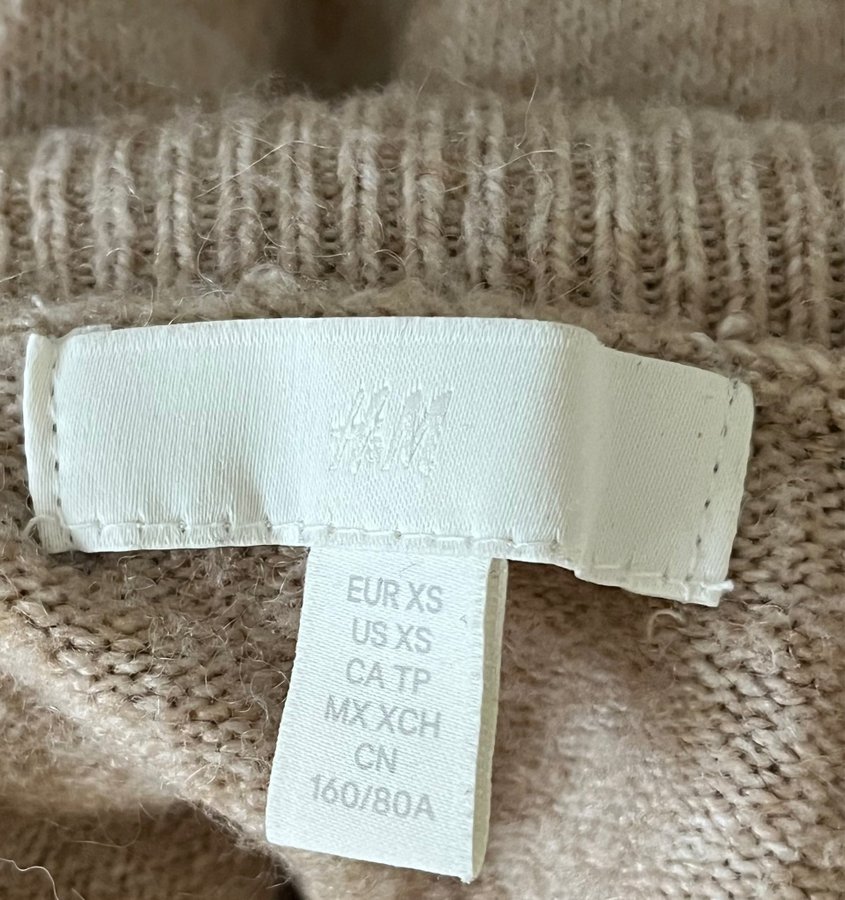 H&M
EUR XS
US XS
CA TP
MX XCH
CN
160/80A